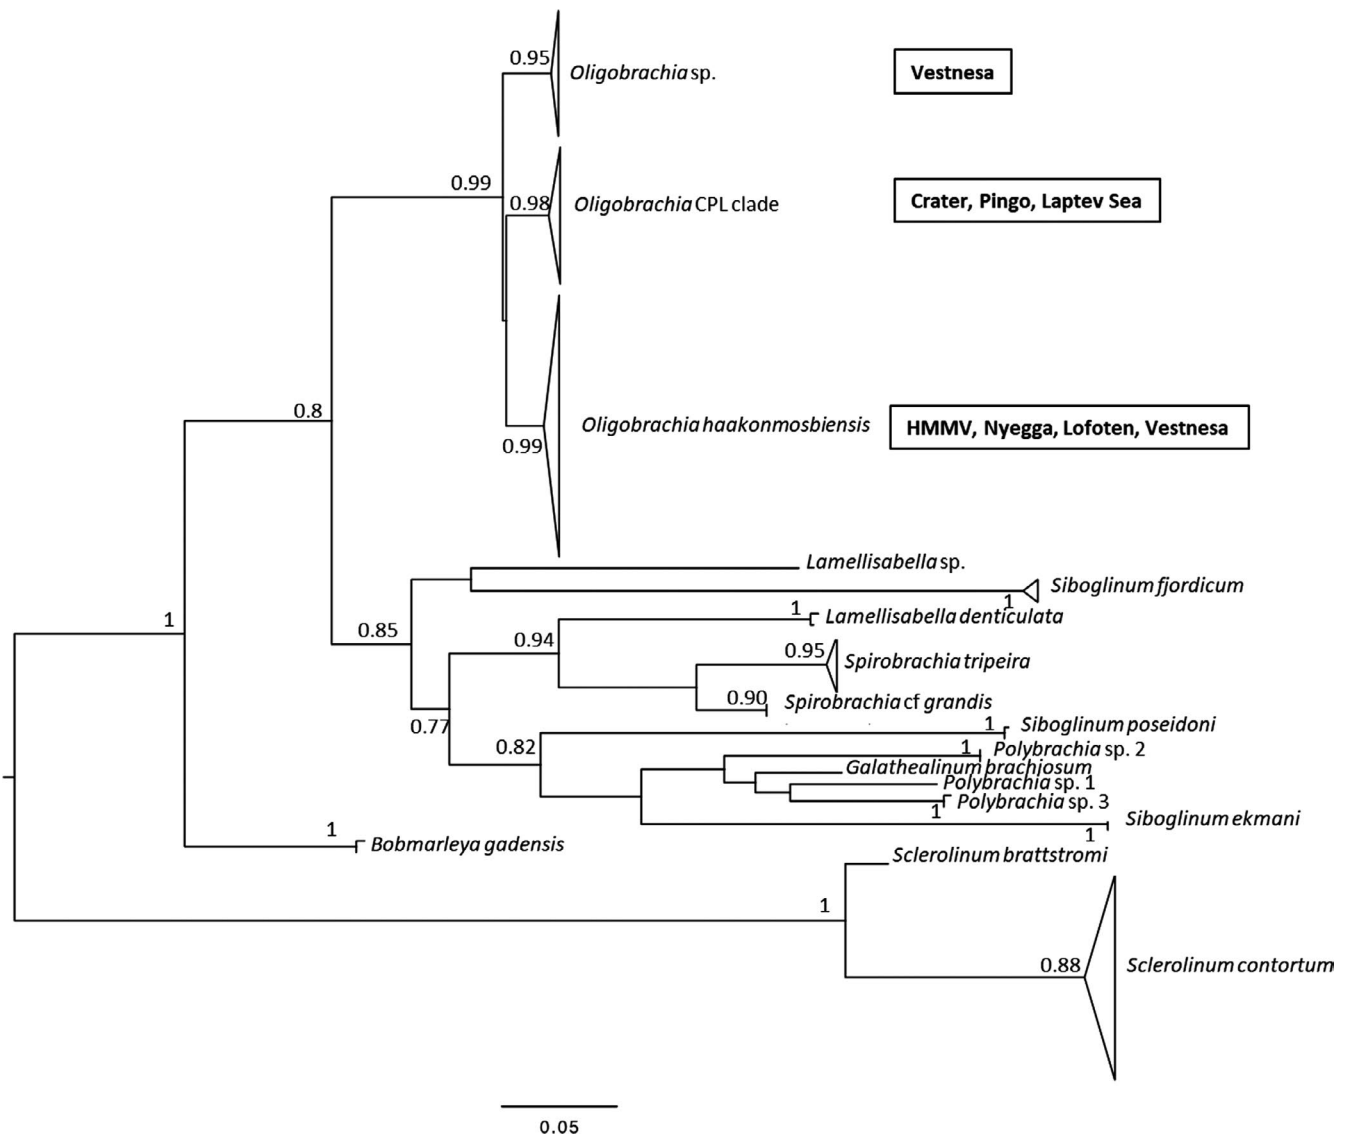 0.95
Oligobrachia sp.
Vestnesa
0.99
0.98
Oligobrachia CPL clade
Crater, Pingo, Laptev Sea
0.8
Oligobrachia haakonmosbiensis
HMMV, Nyegga, Lofoten, Vestnesa
0.99
Lamellisabella sp.
Siboglinum fjordicum
1
1
Lamellisabella denticulata
1
0.85
0.94
0.95
Spirobrachia tripeira
0.90
Spirobrachia cf grandis
0.77
1
Siboglinum poseidoni
0.82
1
Polybrachia sp. 2
Galathealinum brachiosum
Polybrachia sp. 1
Polybrachia sp. 3
1
Siboglinum ekmani
1
1
Bobmarleya gadensis
Sclerolinum brattstromi
1
0.88
Sclerolinum contortum
0.05